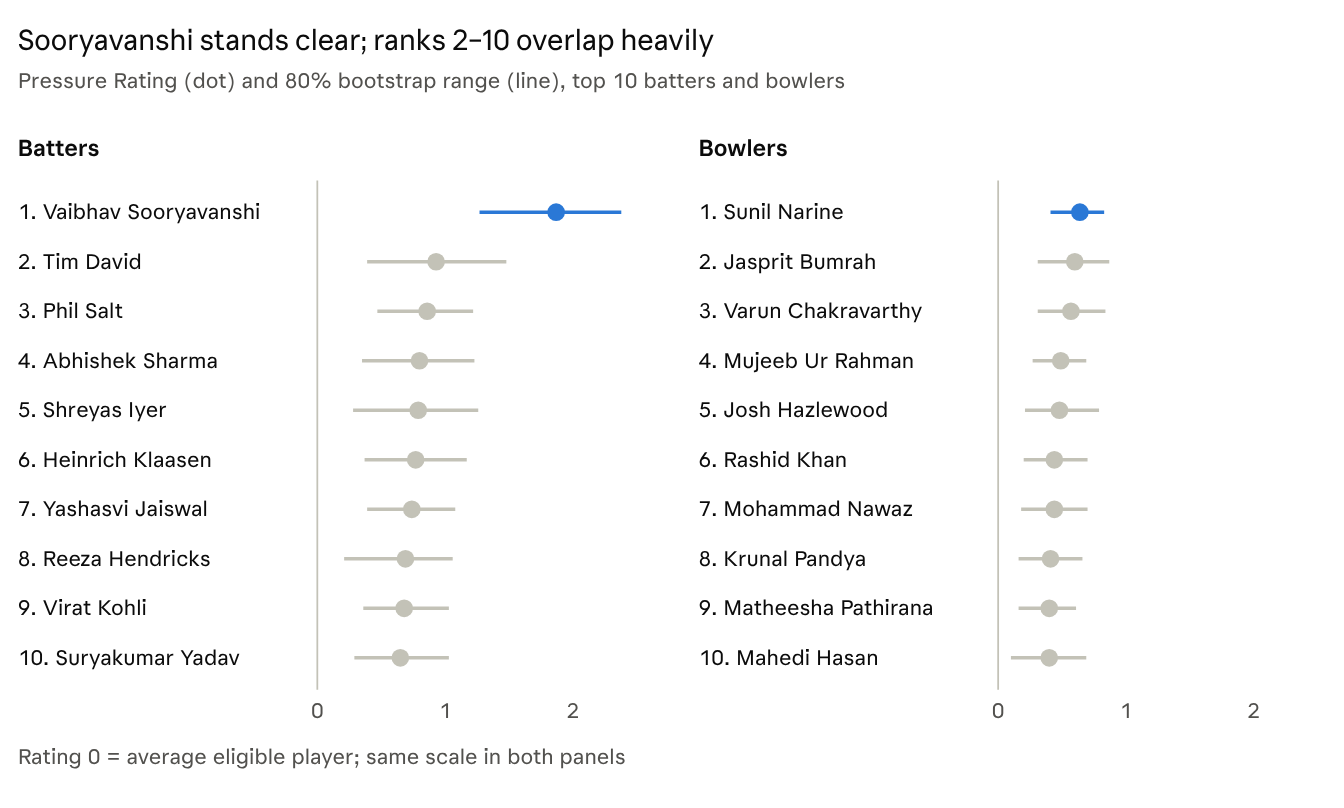 Sooryavanshi stands clear; ranks 2–10 overlap heavily
Pressure Rating (dot) and 80% bootstrap range (line), top 10 batters and bowlers
Batters
1. Vaibhav Sooryavanshi
2. Tim David
3. Phil Salt
4. Abhishek Sharma
5. Shreyas Iyer
6. Heinrich Klaasen
7. Yashasvi Jaiswal
8. Reeza Hendricks
9. Virat Kohli
10. Suryakumar Yadav
0 1 2
Bowlers
1. Sunil Narine
2. Jasprit Bumrah
3. Varun Chakravarthy
4. Mujeeb Ur Rahman
5. Josh Hazlewood
6. Rashid Khan
7. Mohammad Nawaz
8. Krunal Pandya
9. Matheesha Pathirana
10. Mahedi Hasan
0 1 2
Rating 0 = average eligible player; same scale in both panels